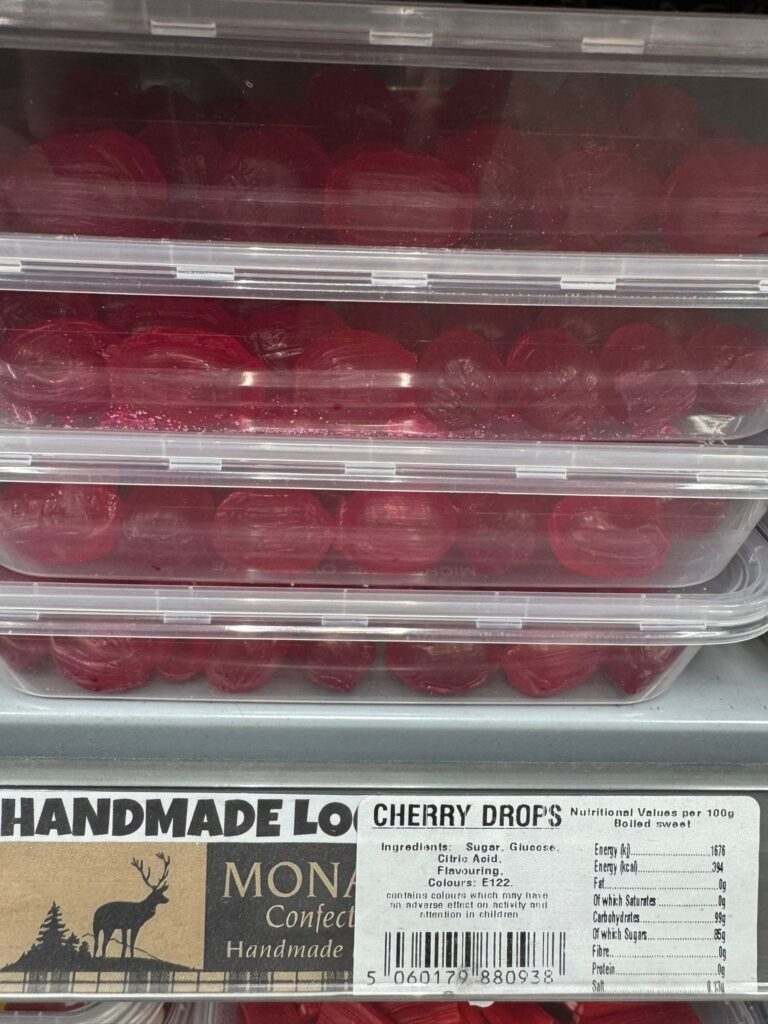 HANDMADE LO
MONA
Confect
Handmade
CHERRY DROPS
Ingredients: Sugar, Glucose,
Citric Acid,
Flavouring,
Colours: E122.
contains colours which may have
an adverse effect on activity and
attention in children
5 060179 880938
Nutritional Values per 100g
Boiled sweet
Energy (kj)..........1676
Energy (kcal)..........394
Fat..........0g
Of which Saturates..........0g
Carbohydrates..........99g
Of which Sugars..........85g
Fibre..........0g
Protein..........0g
Salt..........0.13g